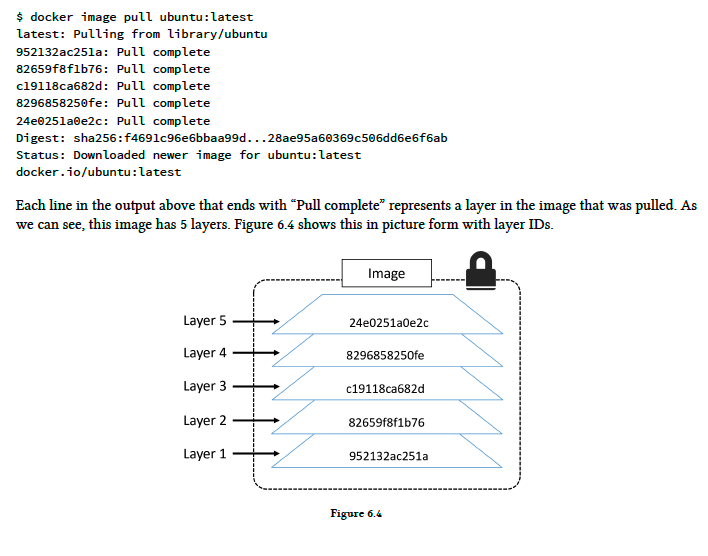 $ docker image pull ubuntu:latest
latest: Pulling from library/ubuntu
952132ac251a: Pull complete
82659f8f1b76: Pull complete
c19118ca682d: Pull complete
8296858250fe: Pull complete
24e0251a0e2c: Pull complete
Digest: sha256:f4691c96e6bbaa99d...28ae95a60369c506dd6e6f6ab
Status: Downloaded newer image for ubuntu:latest
docker.io/ubuntu:latest
Each line in the output above that ends with “Pull complete” represents a layer in the image that was pulled. As
we can see, this image has 5 layers. Figure 6.4 shows this in picture form with layer IDs.
Image
Layer 5
24e0251a0e2c
Layer 4
8296858250fe
Layer 3
c19118ca682d
Layer 2
82659f8f1b76
Layer 1
952132ac251a
Figure 6.4